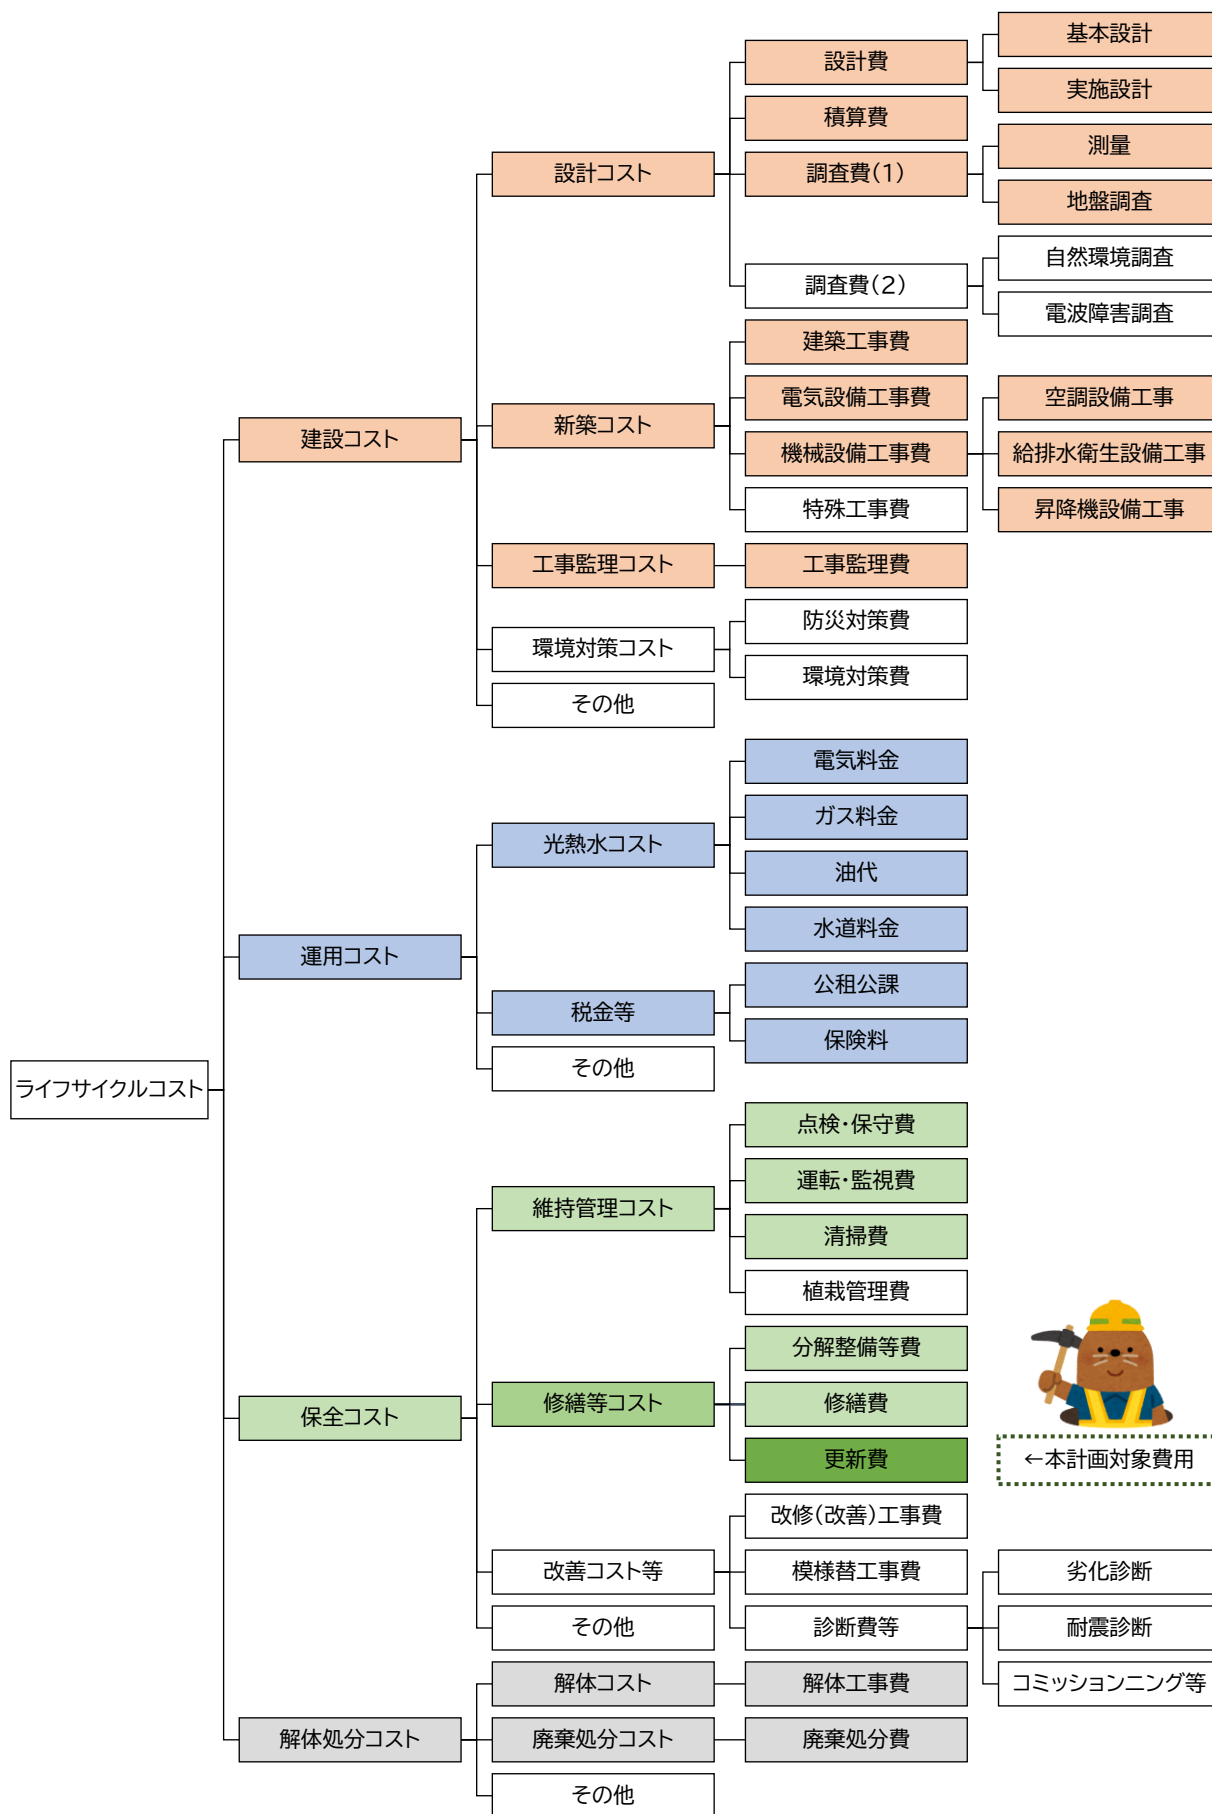 基本設計
設計費
実施設計
積算費
測量
設計コスト
調査費(1)
地盤調査
自然環境調査
調査費(2)
電波障害調査
建築工事費
電気設備工事費
空調設備工事
建設コスト
新築コスト
機械設備工事費
給排水衛生設備工事
特殊工事費
昇降機設備工事
工事監理コスト
工事監理費
防災対策費
環境対策コスト
環境対策費
その他
電気料金
ガス料金
光熱水コスト
油代
水道料金
運用コスト
公租公課
税金等
保険料
その他
ライフサイクルコスト
点検・保守費
運転・監視費
維持管理コスト
清掃費
植栽管理費
分解整備等費
保全コスト
修繕等コスト
修繕費
更新費
←本計画対象費用
改修(改善)工事費
改善コスト等
模様替工事費
劣化診断
その他
診断費等
耐震診断
解体コスト
解体工事費
コミッションニング等
解体処分コスト
廃棄処分コスト
廃棄処分費
その他